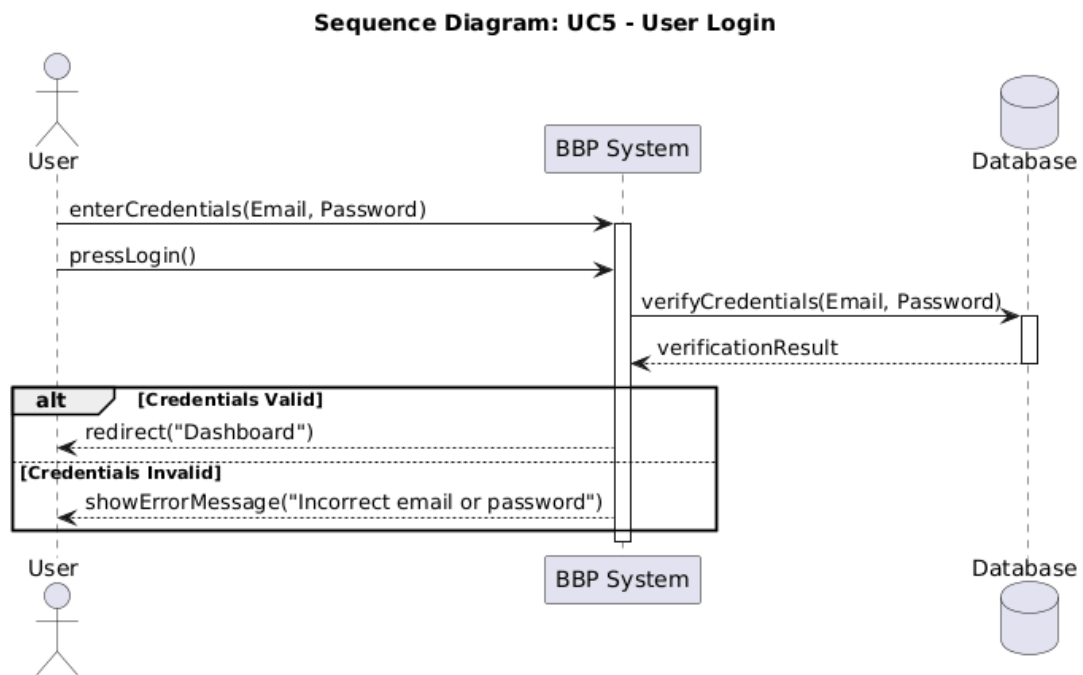 Sequence Diagram: UC5 - User Login
User
BBP System
Database
enterCredentials(Email, Password)
pressLogin()
verifyCredentials(Email, Password)
verificationResult
alt [Credentials Valid]
redirect("Dashboard")
[Credentials Invalid]
showErrorMessage("Incorrect email or password")
User
BBP System
Database